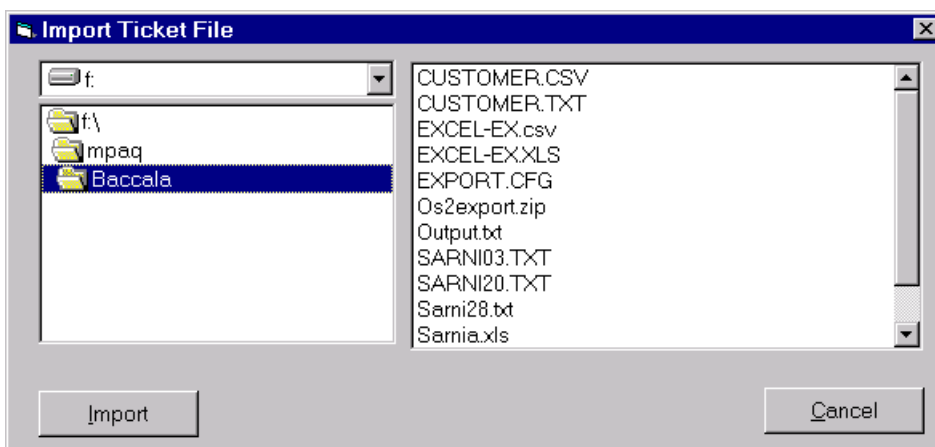 Import Ticket File
f:
f:\
mpaq
Baccala
CUSTOMER.CSV
CUSTOMER.TXT
EXCEL-EX.csv
EXCEL-EX.XLS
EXPORT.CFG
Os2export.zip
Output.txt
SARNI03.TXT
SARNI20.TXT
Sarni28.txt
Sarnia.xls
Import
Cancel